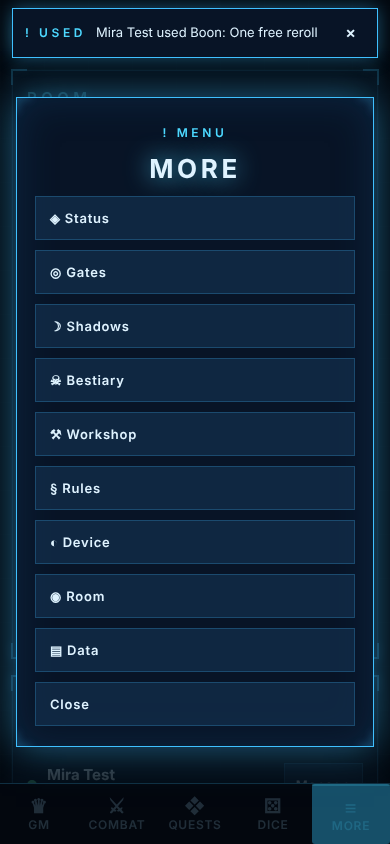 ! USED Mira Test used Boon: One free reroll ×
ROOM
! MENU
MORE
◈ Status
◎ Gates
☽ Shadows
☠ Bestiary
⚒ Workshop
§ Rules
◖ Device
◉ Room
▤ Data
Close
Mira Test
GM COMBAT QUESTS DICE MORE